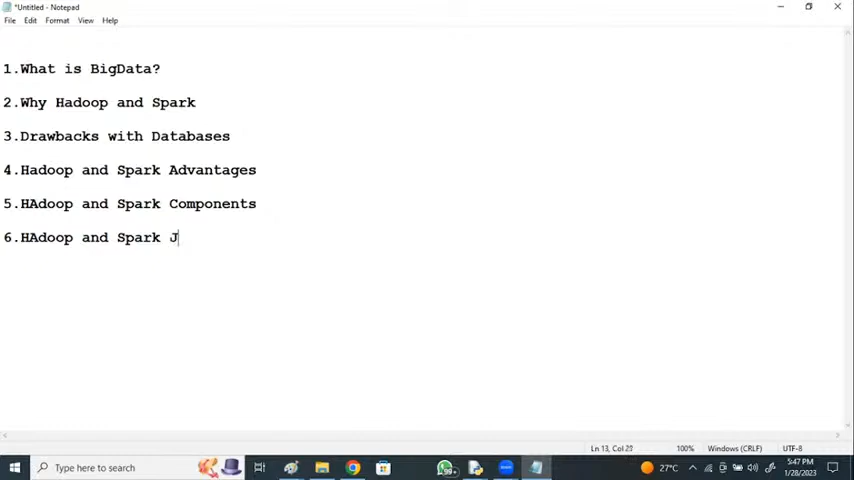 *Untitled - Notepad
File Edit Format View Help
1.What is BigData?
2.Why Hadoop and Spark
3.Drawbacks with Databases
4.Hadoop and Spark Advantages
5.HAdoop and Spark Components
6.HAdoop and Spark J
Ln 13, Col 100% Windows (CRLF) UTF-8
Type here to search 99+ 27°C 5:47 PM
1/28/2023